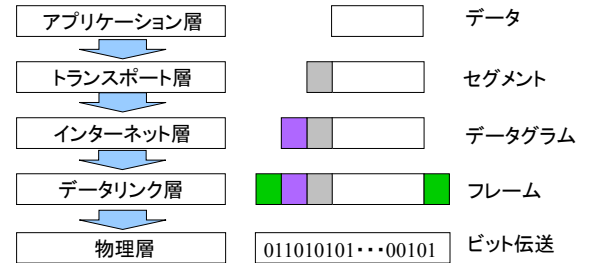 アプリケーション層
データ
トランスポート層
セグメント
インターネット層
データグラム
データリンク層
フレーム
物理層
011010101・・・00101
ビット伝送